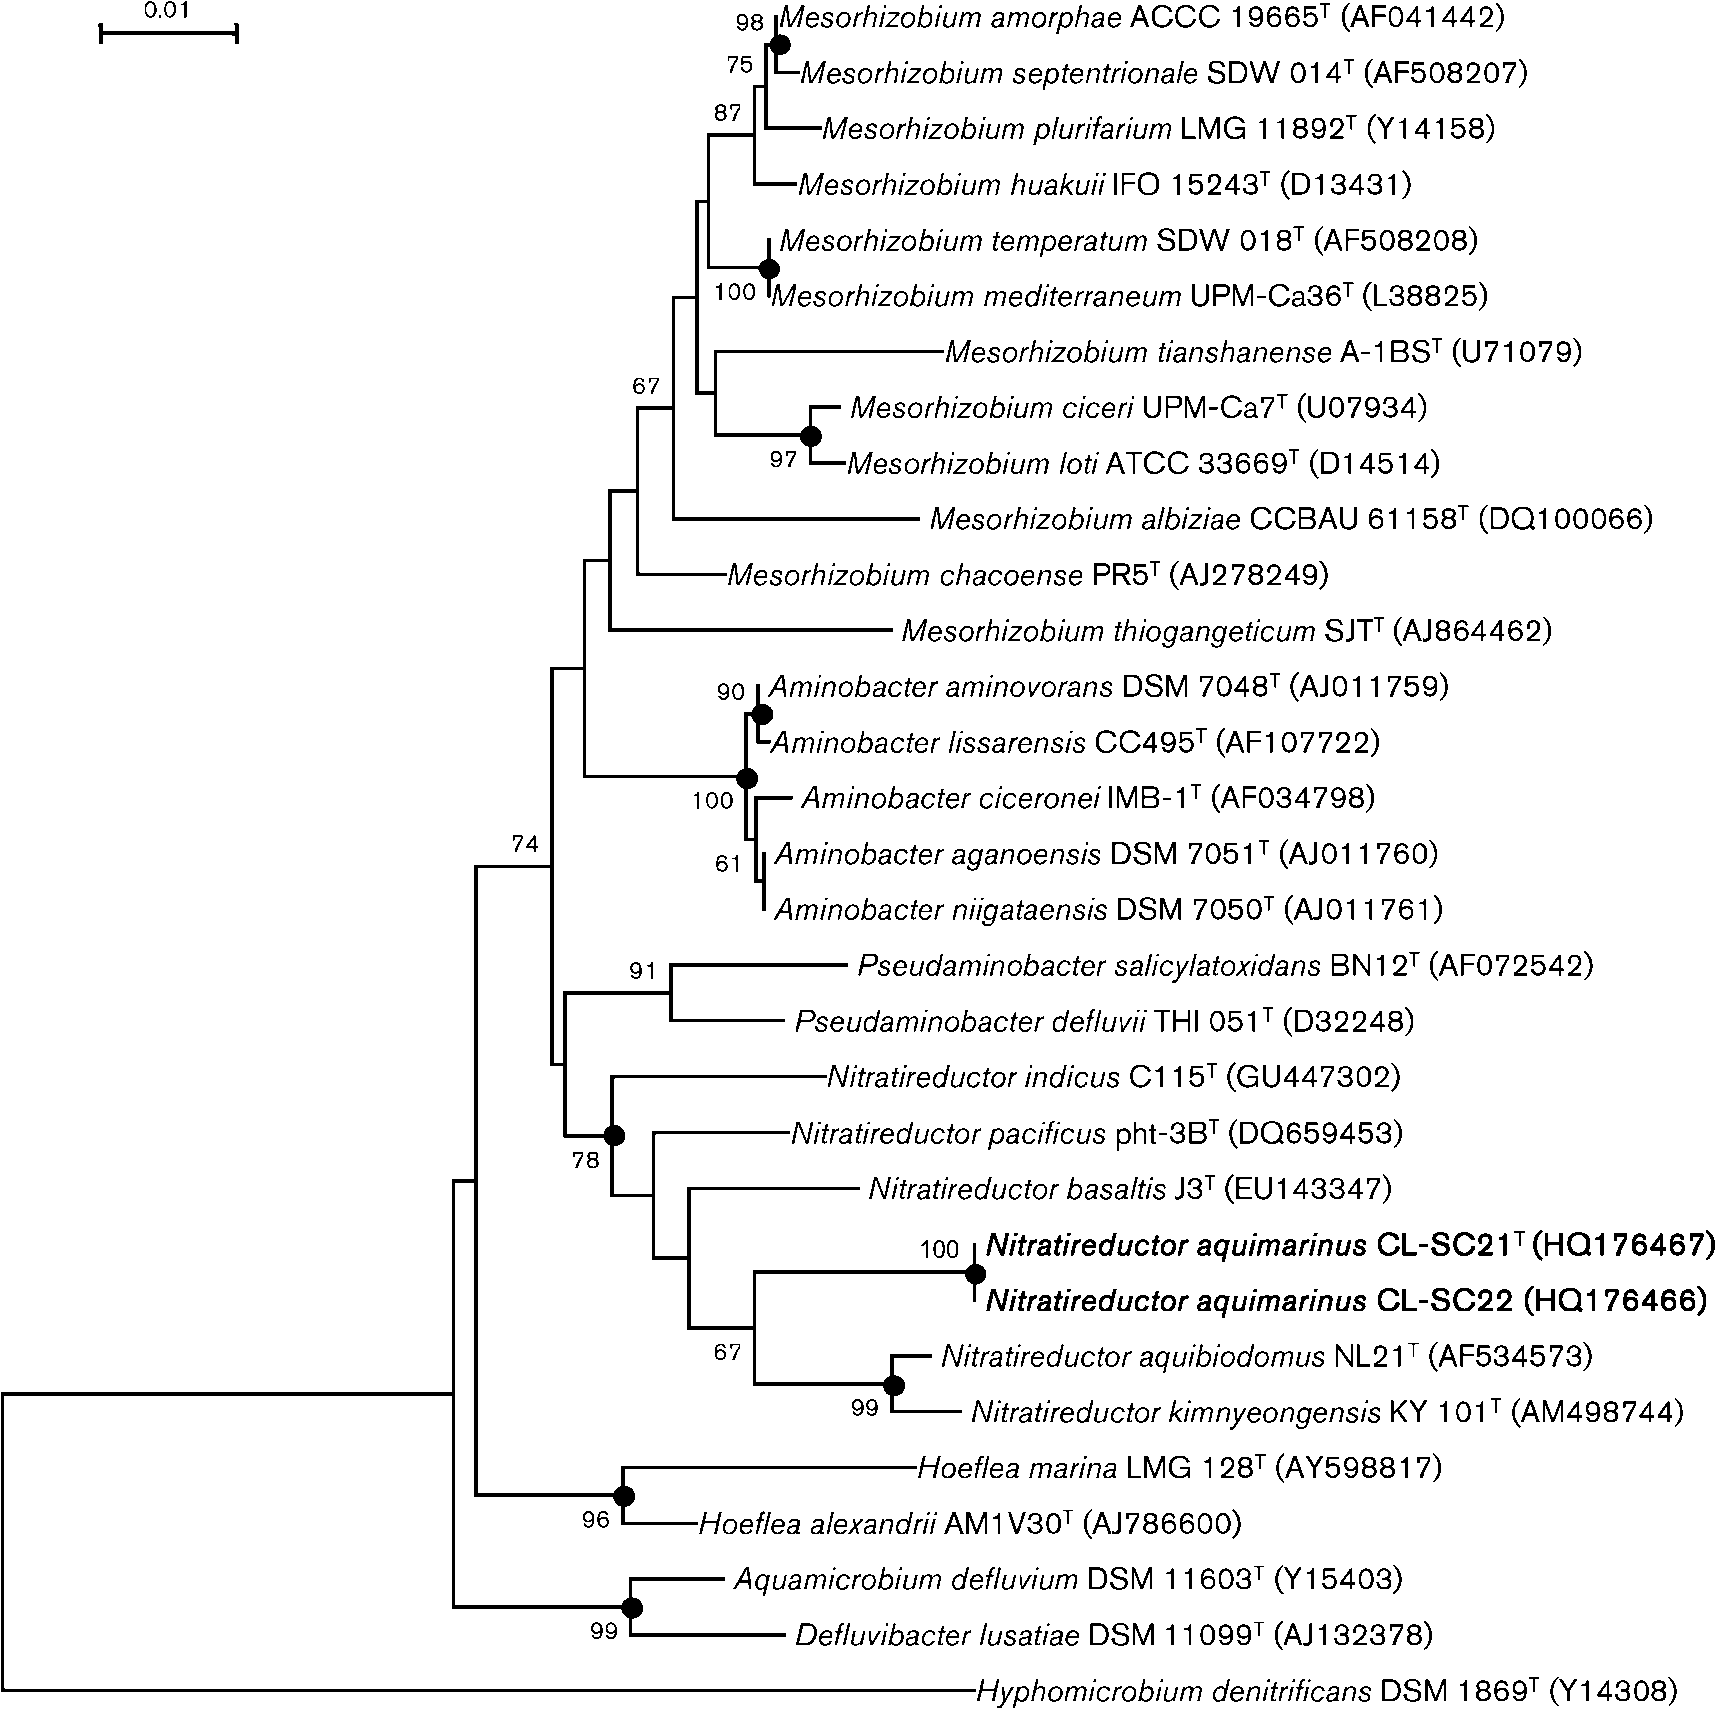 0.01
98
Mesorhizobium amorphae ACCC 19665ᵀ (AF041442)
75
Mesorhizobium septentrionale SDW 014ᵀ (AF508207)
87
Mesorhizobium plurifarium LMG 11892ᵀ (Y14158)
Mesorhizobium huakuii IFO 15243ᵀ (D13431)
Mesorhizobium temperatum SDW 018ᵀ (AF508208)
100
Mesorhizobium mediterraneum UPM-Ca36ᵀ (L38825)
Mesorhizobium tianshanense A-1BSᵀ (U71079)
67
Mesorhizobium ciceri UPM-Ca7ᵀ (U07934)
97
Mesorhizobium loti ATCC 33669ᵀ (D14514)
Mesorhizobium albiziae CCBAU 61158ᵀ (DQ100066)
Mesorhizobium chacoense PR5ᵀ (AJ278249)
Mesorhizobium thiogangeticum SJTᵀ (AJ864462)
90
Aminobacter aminovorans DSM 7048ᵀ (AJ011759)
Aminobacter lissarensis CC495ᵀ (AF107722)
100
Aminobacter ciceronei IMB-1ᵀ (AF034798)
74
61
Aminobacter aganoensis DSM 7051ᵀ (AJ011760)
Aminobacter niigataensis DSM 7050ᵀ (AJ011761)
91
Pseudaminobacter salicylatoxidans BN12ᵀ (AF072542)
Pseudaminobacter defluvii THI 051ᵀ (D32248)
Nitratireductor indicus C115ᵀ (GU447302)
Nitratireductor pacificus pht-3Bᵀ (DQ659453)
78
Nitratireductor basaltis J3ᵀ (EU143347)
100
Nitratireductor aquimarinus CL-SC21ᵀ (HQ176467)
Nitratireductor aquimarinus CL-SC22 (HQ176466)
67
Nitratireductor aquibiodomus NL21ᵀ (AF534573)
99
Nitratireductor kimnyeongensis KY 101ᵀ (AM498744)
Hoeflea marina LMG 128ᵀ (AY598817)
96
Hoeflea alexandrii AM1V30ᵀ (AJ786600)
Aquamicrobium defluvium DSM 11603ᵀ (Y15403)
99
Defluvibacter lusatiae DSM 11099ᵀ (AJ132378)
Hyphomicrobium denitrificans DSM 1869ᵀ (Y14308)